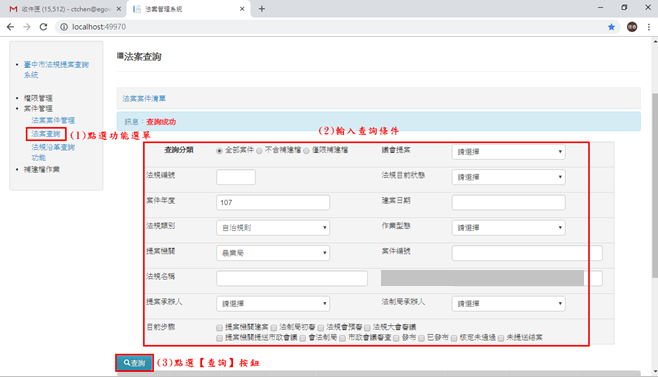 收件匣 (15,512) - ctchen@egov
法案管理系統
localhost:49970
臺中市法規提案查詢
系統
權限管理
案件管理
法案案件管理
法案查詢
法規沿革查詢
功能
補建檔作業
(1)點選功能選單
法案查詢
法案案件清單
訊息：查詢成功
(2)輸入查詢條件
查詢分類 全部案件 不含補建檔 僅限補建檔 議會提案 請選擇
法規編號 法規目前狀態 請選擇
案件年度 107 建案日期
法規類別 自治規則 作業型態 請選擇
提案機關 農業局 案件編號
法規名稱
提案承辦人 請選擇 法制局承辦人 請選擇
目前步驟 提案機關建案 法制局初審 法規會預審 法規大會審議
提案機關提送市政會議 會法制局 市政會議審查 發布 已發布 核定未通過 未提送結案
查詢 (3)點選【查詢】按鈕